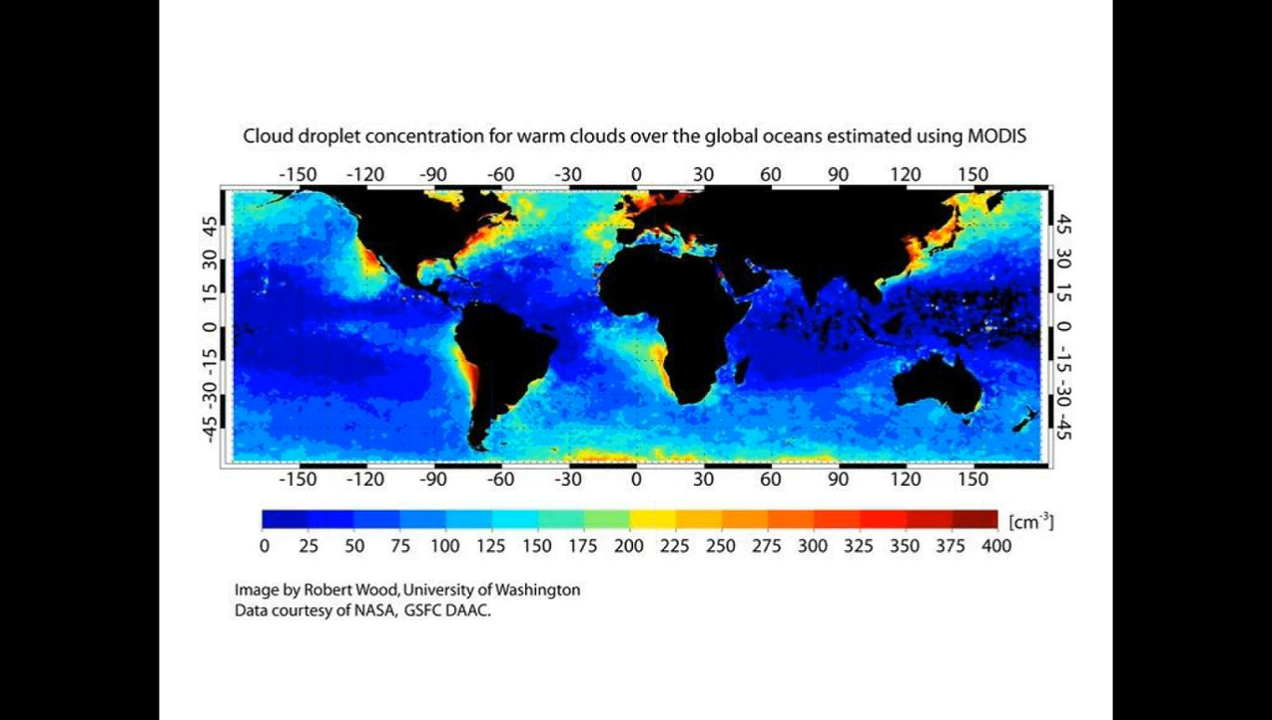 Cloud droplet concentration for warm clouds over the global oceans estimated using MODIS
-150 -120 -90 -60 -30 0 30 60 90 120 150
45 30 15 0 -15 -30 -45
45 30 15 0 -15 -30 -45
-150 -120 -90 -60 -30 0 30 60 90 120 150
[cm⁻³]
0 25 50 75 100 125 150 175 200 225 250 275 300 325 350 375 400
Image by Robert Wood, University of Washington
Data courtesy of NASA, GSFC DAAC.